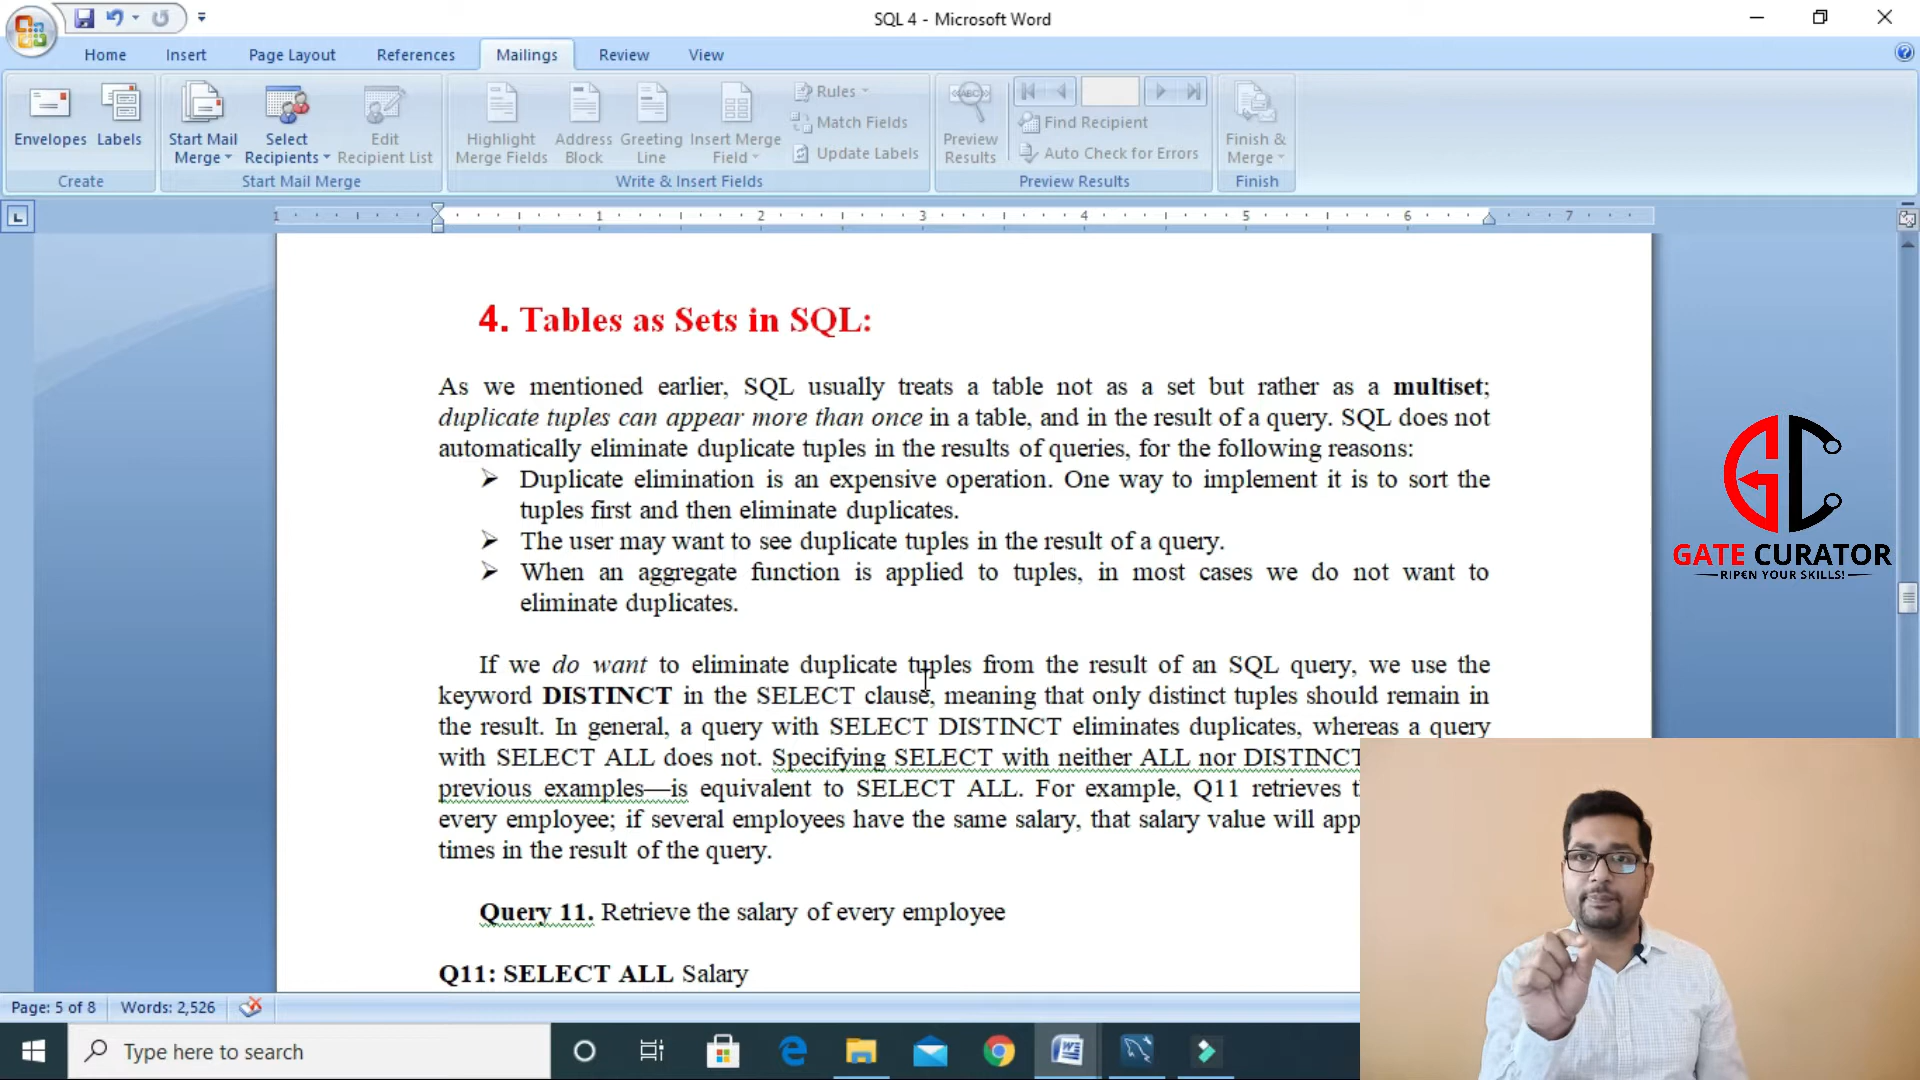 SQL 4 - Microsoft Word
Home Insert Page Layout References Mailings Review View
Envelopes Labels
Create
Start Mail Merge
Select Recipients
Edit Recipient List
Start Mail Merge
Highlight Merge Fields
Address Block
Greeting Line
Insert Merge Field
Rules
Match Fields
Update Labels
Write & Insert Fields
ABC
Preview Results
Find Recipient
Auto Check for Errors
Preview Results
Finish & Merge
Finish
1 1 2 3 4 5 6 7
4. Tables as Sets in SQL:
As we mentioned earlier, SQL usually treats a table not as a set but rather as a multiset;
duplicate tuples can appear more than once in a table, and in the result of a query. SQL does not
automatically eliminate duplicate tuples in the results of queries, for the following reasons:
Duplicate elimination is an expensive operation. One way to implement it is to sort the
tuples first and then eliminate duplicates.
The user may want to see duplicate tuples in the result of a query.
When an aggregate function is applied to tuples, in most cases we do not want to
eliminate duplicates.
If we do want to eliminate duplicate tuples from the result of an SQL query, we use the
keyword DISTINCT in the SELECT clause, meaning that only distinct tuples should remain in
the result. In general, a query with SELECT DISTINCT eliminates duplicates, whereas a query
with SELECT ALL does not. Specifying SELECT with neither ALL nor DISTINCT
previous examples—is equivalent to SELECT ALL. For example, Q11 retrieves t
every employee; if several employees have the same salary, that salary value will app
times in the result of the query.
Query 11. Retrieve the salary of every employee
Q11: SELECT ALL Salary
GC
GATE CURATOR
RIPEN YOUR SKILLS!
Page: 5 of 8 Words: 2,526
Type here to search